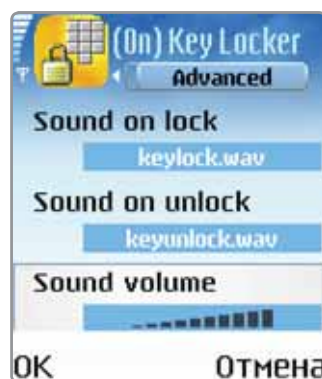 (On) Key Locker
Advanced
Sound on lock
keylock.wav
Sound on unlock
keyunlock.wav
Sound volume
OK Отмена